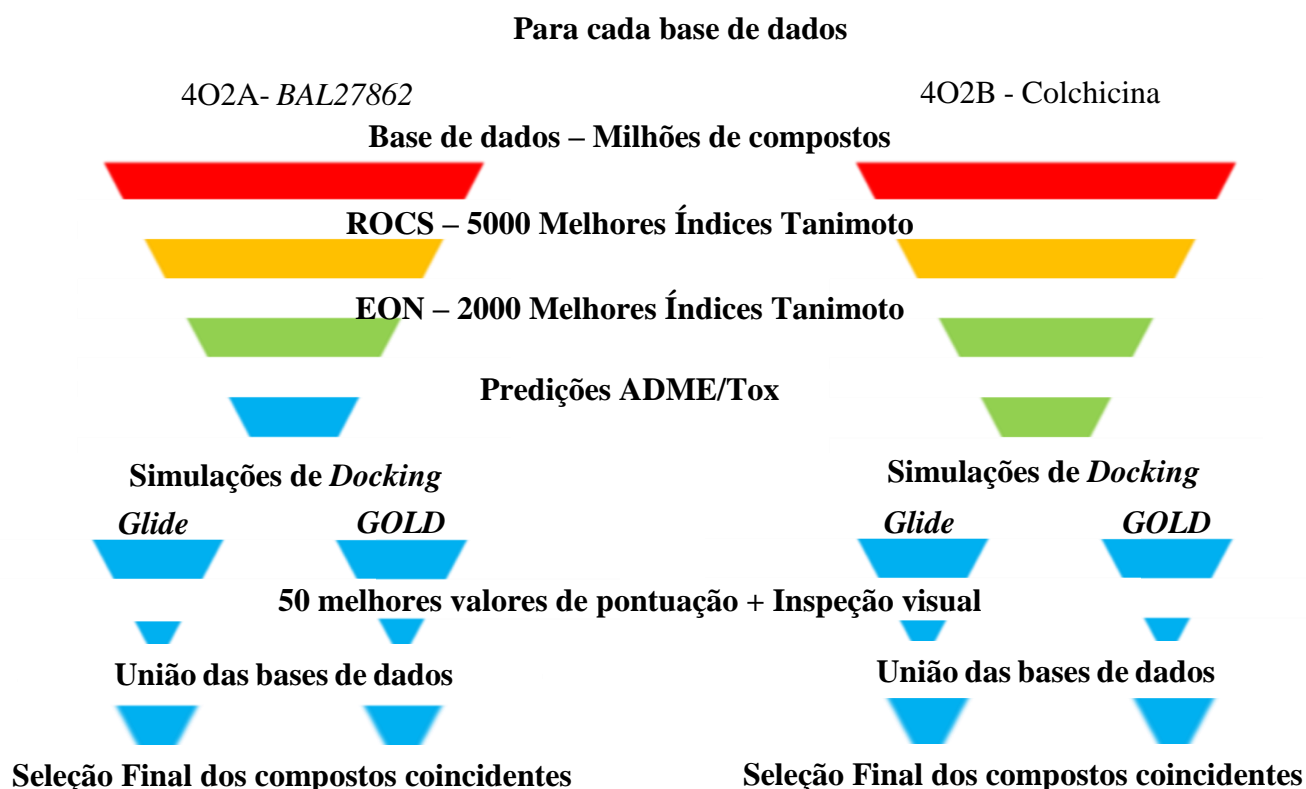 Para cada base de dados
4O2A- BAL27862
4O2B - Colchicina
Base de dados – Milhões de compostos
ROCS – 5000 Melhores Índices Tanimoto
EON – 2000 Melhores Índices Tanimoto
Predições ADME/Tox
Simulações de Docking
Simulações de Docking
Glide GOLD
Glide GOLD
50 melhores valores de pontuação + Inspeção visual
União das bases de dados
União das bases de dados
Seleção Final dos compostos coincidentes
Seleção Final dos compostos coincidentes